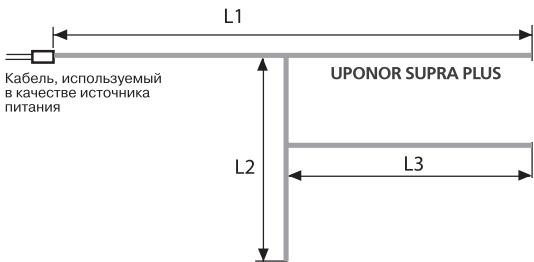 L1
UPONOR SUPRA PLUS
Кабель, используемый
в качестве источника
питания
L2
L3